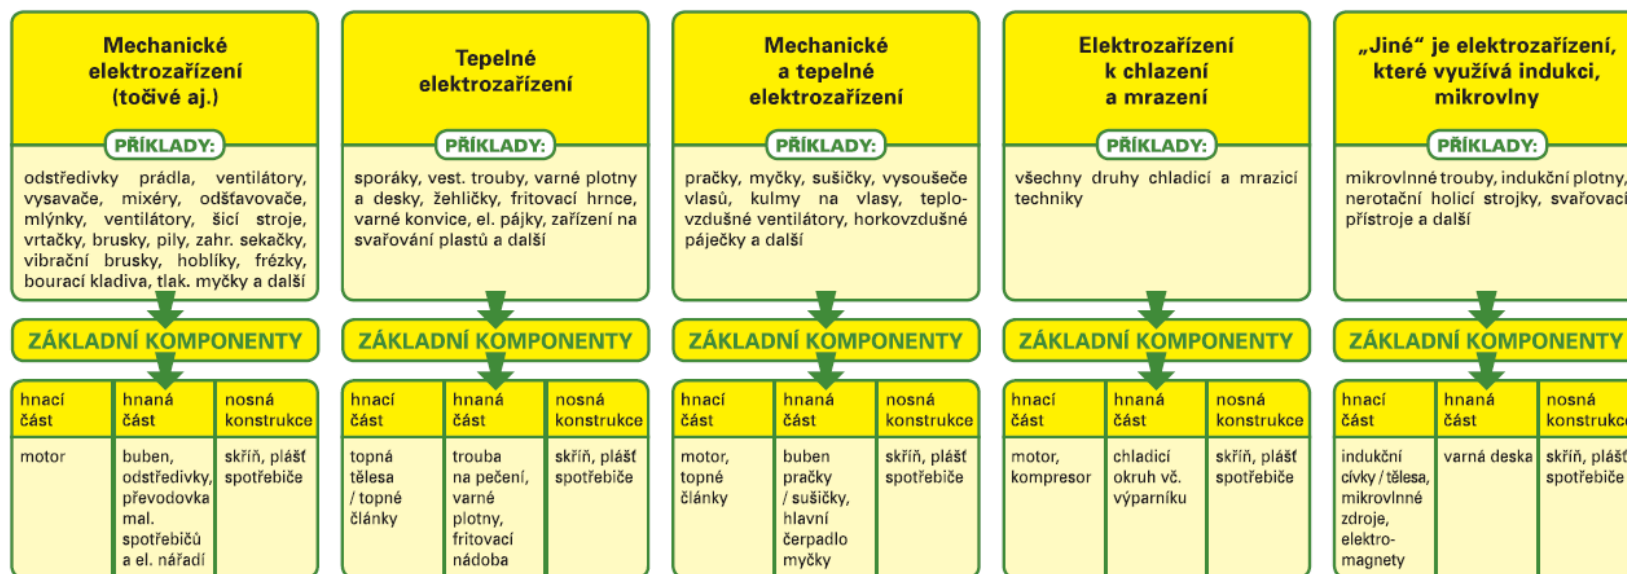 Mechanické
elektrozařízení
(točivé aj.)
PŘÍKLADY:
odstředivky prádla, ventilátory,
vysavače, mixéry, odšťavovače,
mlýnky, ventilátory, šicí stroje,
vrtačky, brusky, pily, zahr. sekačky,
vibrační brusky, hoblíky, frézky,
bourací kladiva, tlak. myčky a další
ZÁKLADNÍ KOMPONENTY
hnací
část
hnaná
část
nosná
konstrukce
motor
buben,
odstředivky,
převodovka
mal.
spotřebičů
a el. nářadí
skříň, plášť
spotřebiče
Tepelné
elektrozařízení
PŘÍKLADY:
sporáky, vest. trouby, varné plotny
a desky, žehličky, fritovací hrnce,
varné konvice, el. pájky, zařízení na
svařování plastů a další
ZÁKLADNÍ KOMPONENTY
hnací
část
hnaná
část
nosná
konstrukce
topná
tělesa
/ topné
články
trouba
na pečení,
varné
plotny,
fritovací
nádoba
skříň, plášť
spotřebiče
Mechanické
a tepelné
elektrozařízení
PŘÍKLADY:
pračky, myčky, sušičky, vysoušeče
vlasů, kulmy na vlasy, teplo-
vzdušné ventilátory, horkovzdušné
páječky a další
ZÁKLADNÍ KOMPONENTY
hnací
část
hnaná
část
nosná
konstrukce
motor,
topné
články
buben
pračky
/ sušičky,
hlavní
čerpadlo
myčky
skříň, plášť
spotřebiče
Elektrozařízení
k chlazení
a mrazení
PŘÍKLADY:
všechny druhy chladicí a mrazicí
techniky
ZÁKLADNÍ KOMPONENTY
hnací
část
hnaná
část
nosná
konstrukce
motor,
kompresor
chladicí
okruh vč.
výparníku
skříň, plášť
spotřebiče
„Jiné“ je elektrozařízení,
které využívá indukci,
mikrovlny
PŘÍKLADY:
mikrovlnné trouby, indukční plotny,
nerotační holicí strojky, svařovací
přístroje a další
ZÁKLADNÍ KOMPONENTY
hnací
část
hnaná
část
nosná
konstrukce
indukční
cívky / tělesa,
mikrovlnné
zdroje,
elektro-
magnety
varná deska
skříň, plášť
spotřebiče